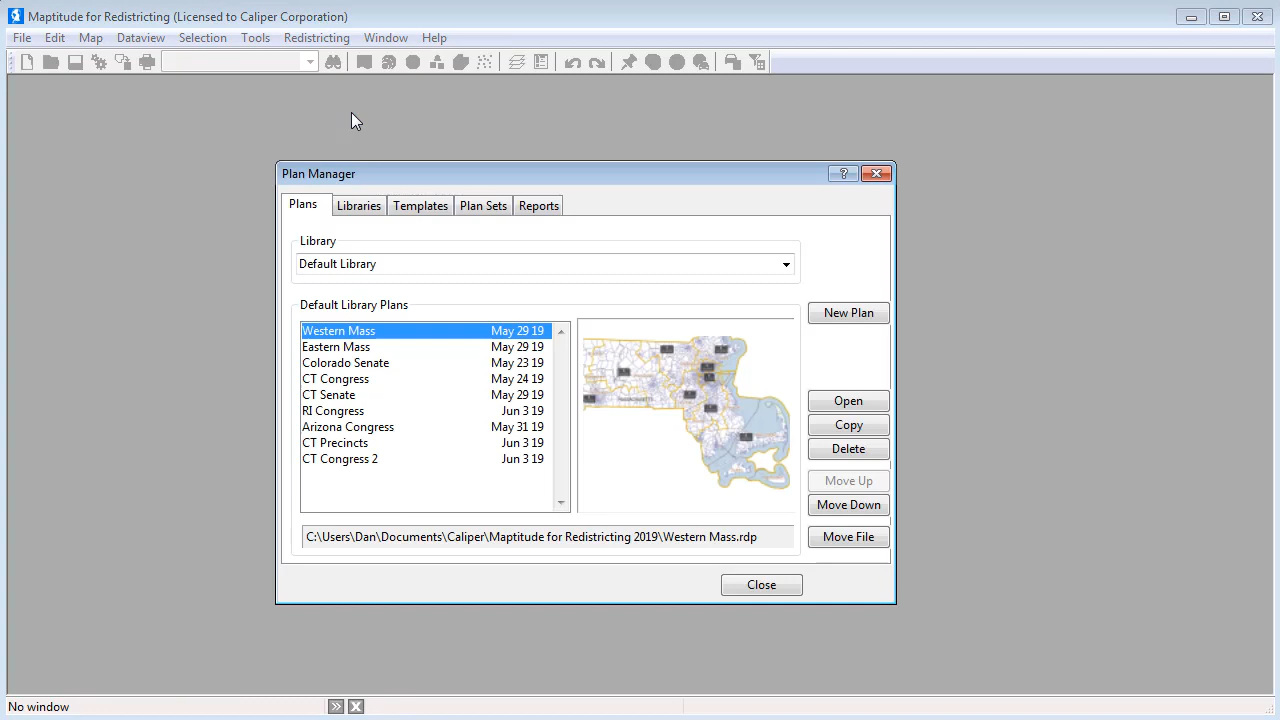 Maptitude for Redistricting (Licensed to Caliper Corporation)
File Edit Map Dataview Selection Tools Redistricting Window Help
Plan Manager
?
Plans Libraries Templates Plan Sets Reports
Library
Default Library
Default Library Plans
New Plan
Western Mass May 29 19
Eastern Mass May 29 19
Colorado Senate May 23 19
CT Congress May 24 19
CT Senate May 29 19
RI Congress Jun 3 19
Arizona Congress May 31 19
CT Precincts Jun 3 19
CT Congress 2 Jun 3 19
Open
Copy
Delete
Move Up
Move Down
Move File
C:\Users\Dan\Documents\Caliper\Maptitude for Redistricting 2019\Western Mass.rdp
Close
No window